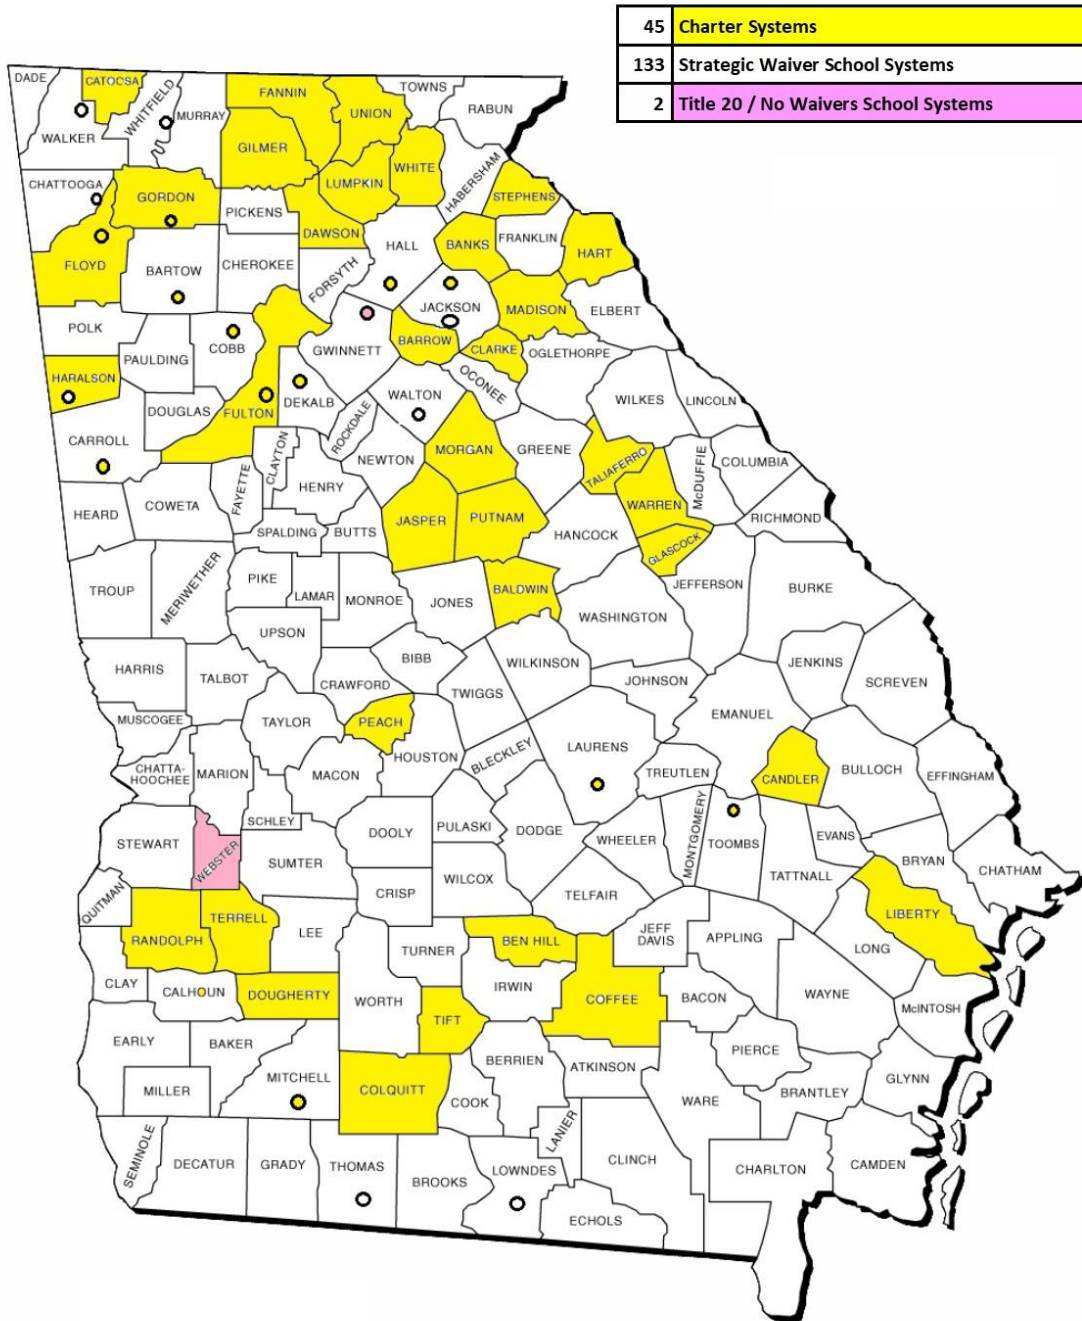 45 Charter Systems
133 Strategic Waiver School Systems
2 Title 20 / No Waivers School Systems
DADE
CATOOSA
WHITFIELD
MURRAY
FANNIN
UNION
TOWNS
RABUN
WALKER
GILMER
WHITE
HABERSHAM
CHATTOOGA
GORDON
LUMPKIN
STEPHENS
PICKENS
DAWSON
HALL
BANKS
FRANKLIN
HART
FLOYD
BARTOW
CHEROKEE
FORSYTH
JACKSON
MADISON
ELBERT
POLK
PAULDING
COBB
GWINNETT
BARROW
CLARKE
OGLETHORPE
OCONEE
HARALSON
DOUGLAS
FULTON
DEKALB
WALTON
WILKES
LINCOLN
ROCKDALE
CARROLL
CLAYTON
NEWTON
MORGAN
GREENE
TALIAFERRO
McDUFFIE
COLUMBIA
HEARD
COWETA
FAYETTE
HENRY
WARREN
RICHMOND
SPALDING
BUTTS
JASPER
PUTNAM
HANCOCK
GLASCOCK
TROUP
MERIWETHER
PIKE
LAMAR
MONROE
JONES
BALDWIN
JEFFERSON
BURKE
WASHINGTON
UPSON
HARRIS
TALBOT
CRAWFORD
BIBB
TWIGGS
WILKINSON
JOHNSON
JENKINS
SCREVEN
MUSCOGEE
TAYLOR
PEACH
EMANUEL
CHATTA-
HOOCHEE
MARION
MACON
HOUSTON
BLECKLEY
LAURENS
TREUTLEN
CANDLER
BULLOCH
EFFINGHAM
SCHLEY
STEWART
WEBSTER
SUMTER
DOOLY
PULASKI
DODGE
WHEELER
MONTGOMERY
TOOMBS
EVANS
BRYAN
CHATHAM
QUITMAN
CRISP
WILCOX
TELFAIR
TATTNALL
LIBERTY
RANDOLPH
TERRELL
LEE
TURNER
BEN HILL
JEFF
DAVIS
APPLING
LONG
CLAY
CALHOUN
DOUGHERTY
WORTH
TIFT
IRWIN
COFFEE
BACON
WAYNE
McINTOSH
EARLY
BAKER
MILLER
MITCHELL
COLQUITT
BERRIEN
COOK
ATKINSON
PIERCE
WARE
BRANTLEY
GLYNN
SEMINOLE
DECATUR
GRADY
THOMAS
BROOKS
LANIER
LOWNDES
CLINCH
ECHOLS
CHARLTON
CAMDEN